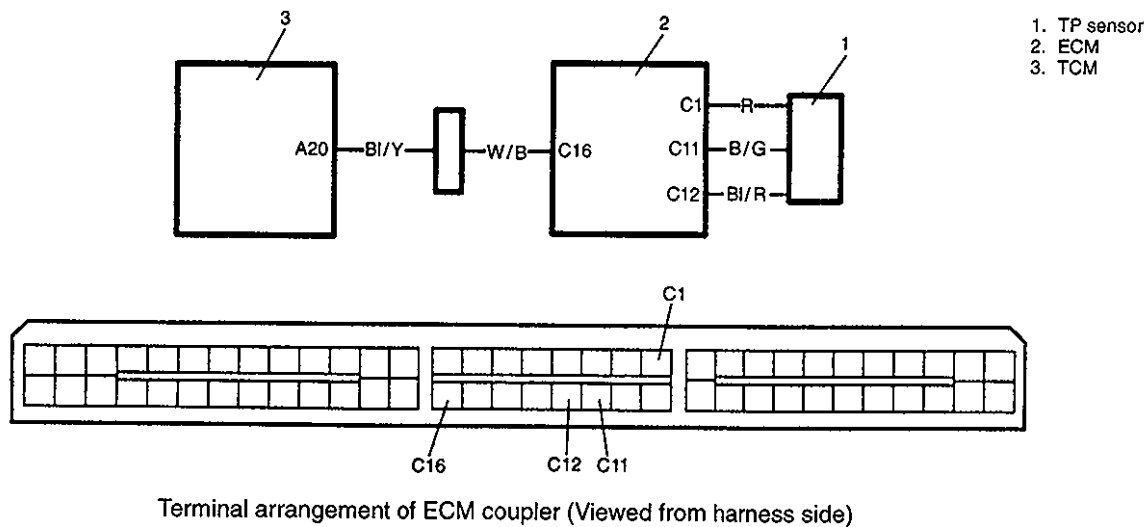 3
2
1
1. TP sensor
2. ECM
3. TCM
A20 Bl/Y W/B C16
C1 R
C11 B/G
C12 Bl/R
C1
C16 C12 C11
Terminal arrangement of ECM coupler (Viewed from harness side)